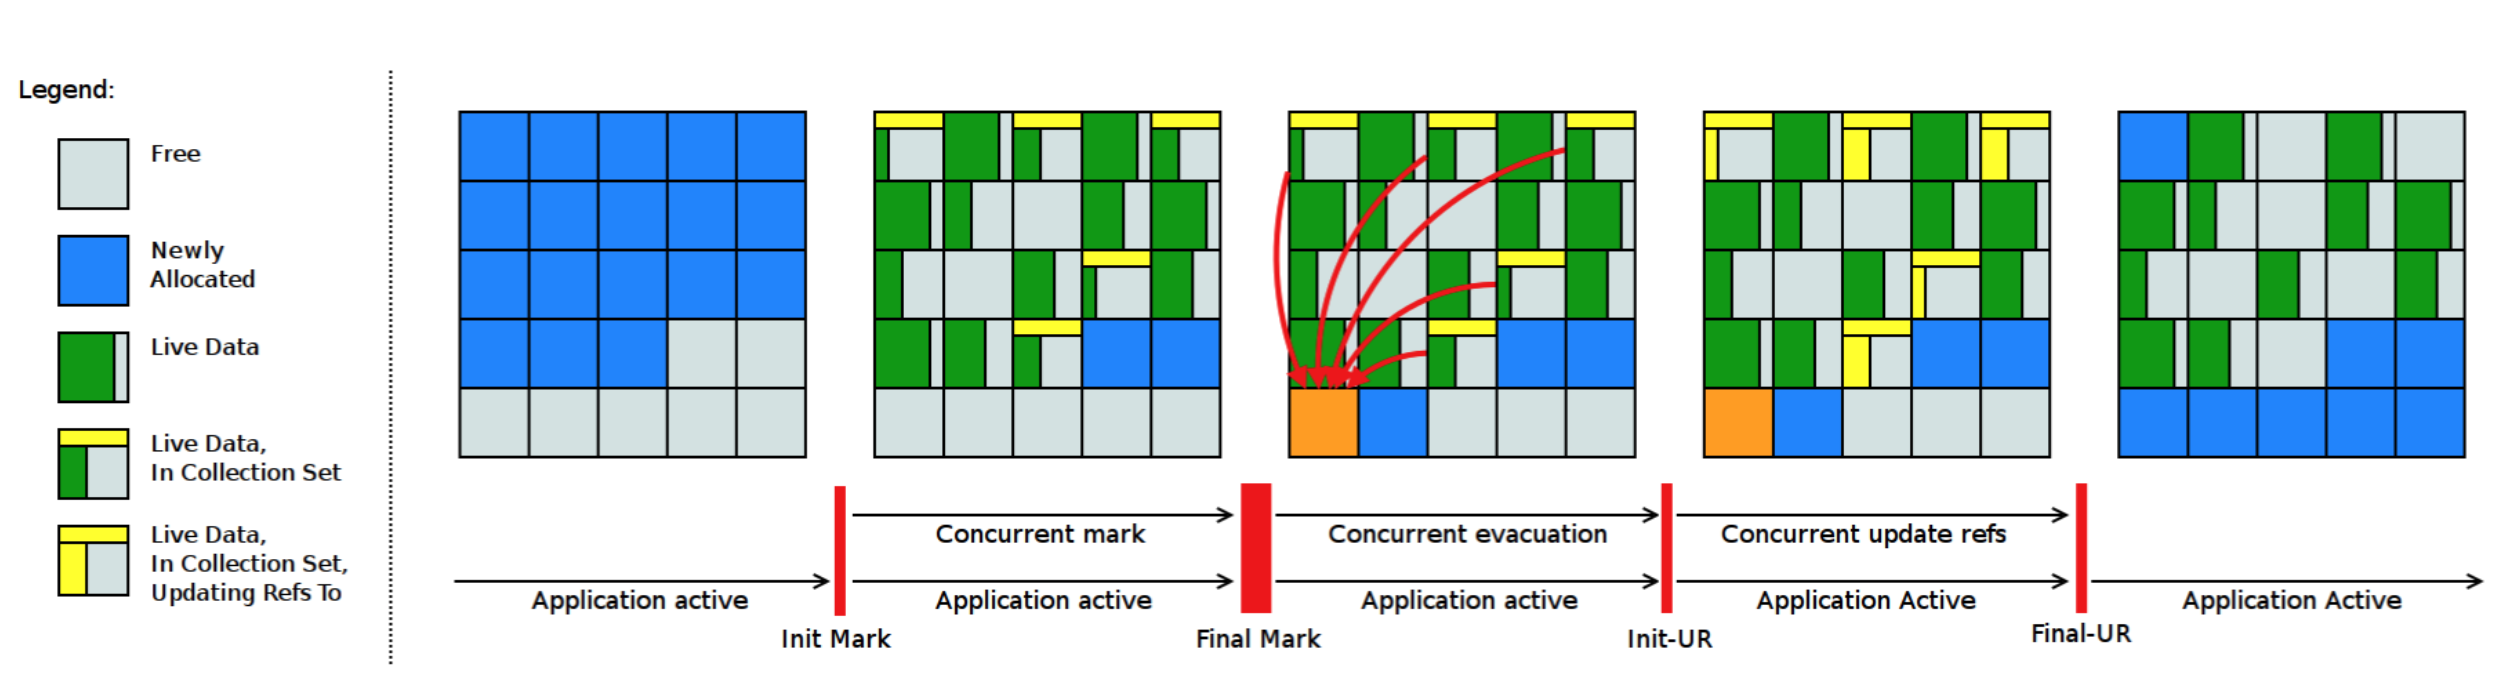 Legend:
Free
Newly
Allocated
Live Data
Live Data,
In Collection Set
Live Data,
In Collection Set,
Updating Refs To
Concurrent mark
Concurrent evacuation
Concurrent update refs
Application active
Application active
Application active
Application Active
Application Active
Init Mark
Final Mark
Init-UR
Final-UR